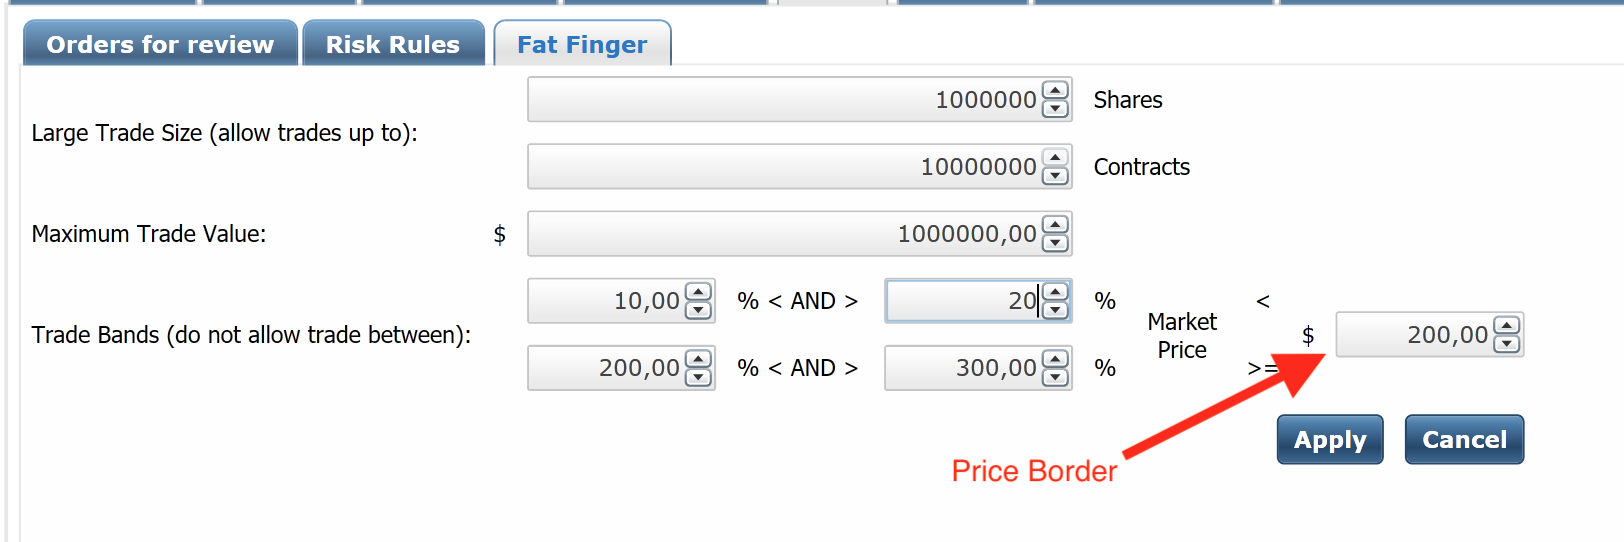 Orders for review
Risk Rules
Fat Finger
Large Trade Size (allow trades up to):
1000000
Shares
10000000
Contracts
Maximum Trade Value:
$
1000000,00
Trade Bands (do not allow trade between):
10,00
% < AND >
20
%
200,00
% < AND >
300,00
%
Market
Price
<
>=
$
200,00
Price Border
Apply
Cancel